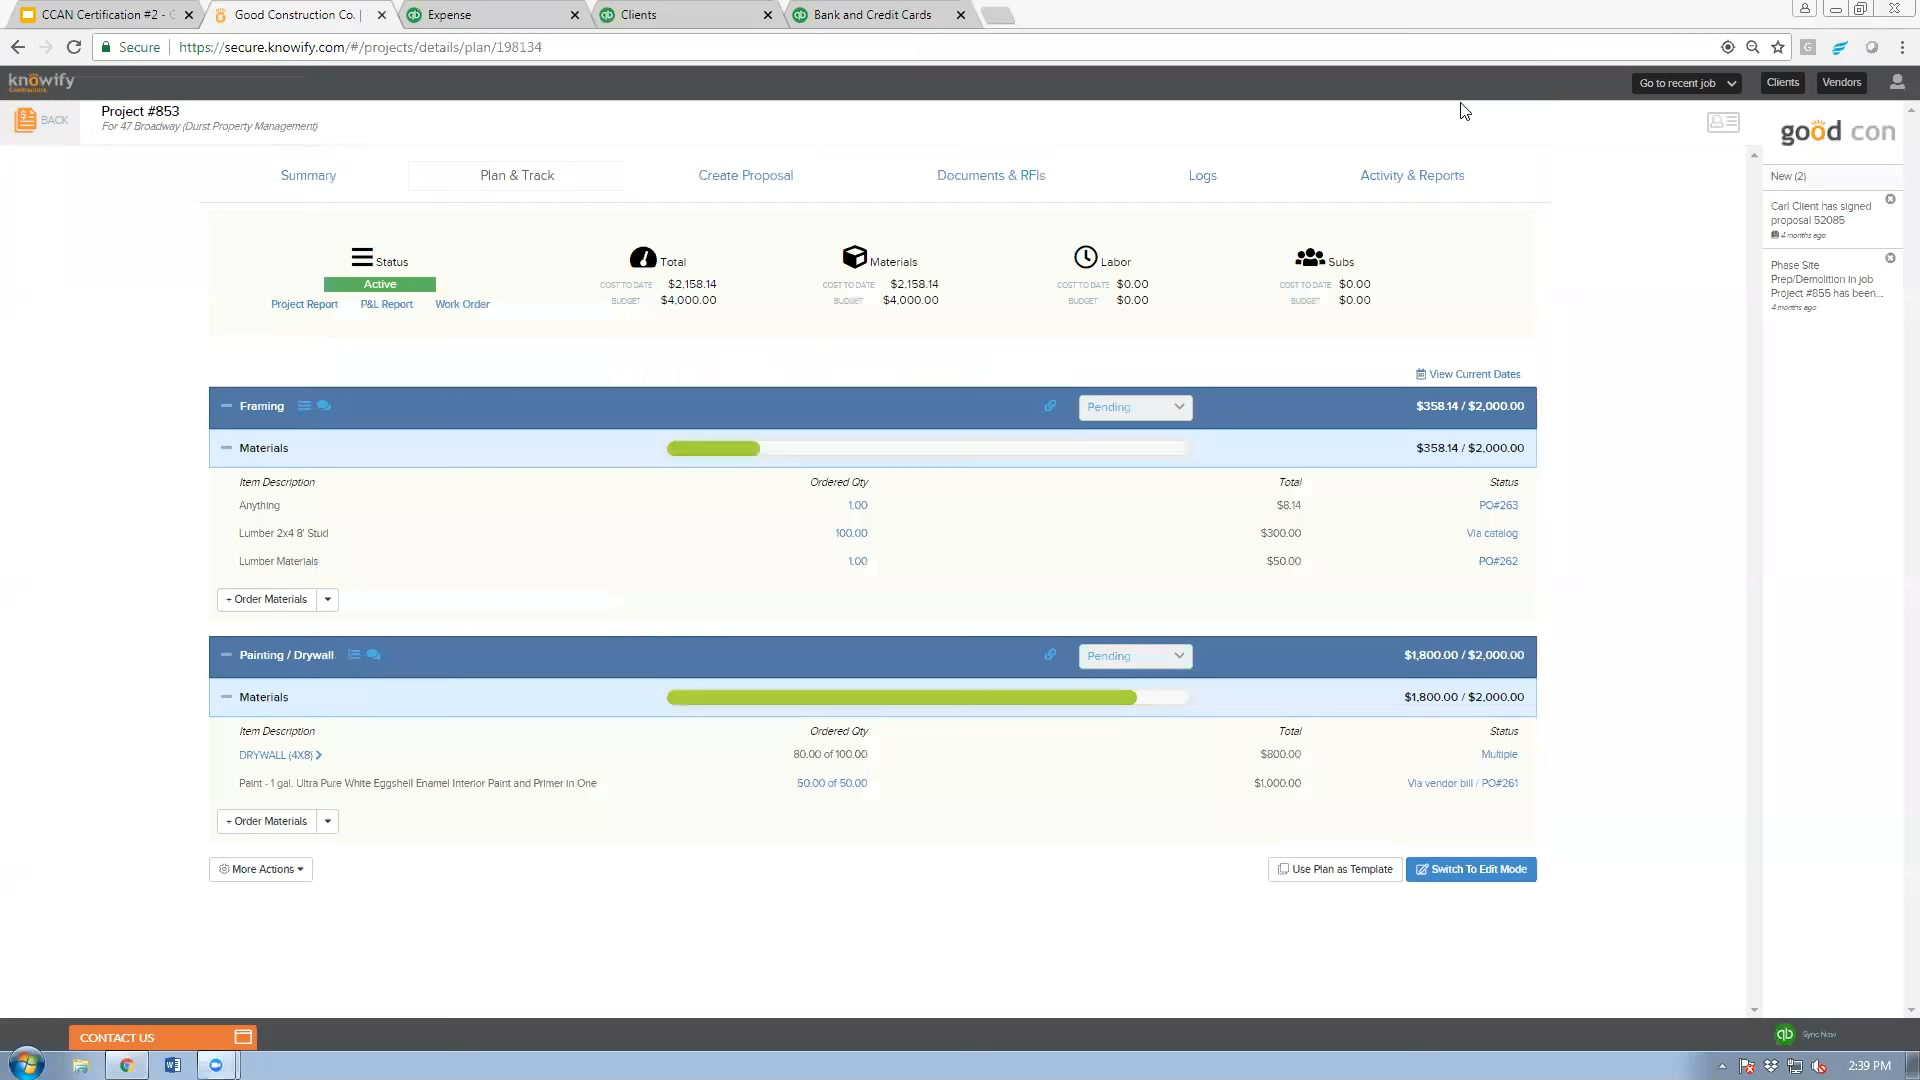 CCAN Certification #2 - G
Good Construction Co. |
Expense
Clients
Bank and Credit Cards
Secure
https://secure.knowify.com/#/projects/details/plan/198134
knowify
Contractors
Go to recent job
Clients
Vendors
BACK
Project #853
For 47 Broadway (Durst Property Management)
good con
Summary
Plan & Track
Create Proposal
Documents & RFIs
Logs
Activity & Reports
New (2)
Carl Client has signed
proposal 52085
4 months ago
Phase Site
Prep/Demolition in job
Project #855 has been...
4 months ago
Status
Active
Project Report P&L Report Work Order
Total
COST TO DATE $2,158.14
BUDGET $4,000.00
Materials
COST TO DATE $2,158.14
BUDGET $4,000.00
Labor
COST TO DATE $0.00
BUDGET $0.00
Subs
COST TO DATE $0.00
BUDGET $0.00
View Current Dates
Framing Pending $358.14 / $2,000.00
Materials $358.14 / $2,000.00
Item Description Ordered Qty Total Status
Anything 1.00 $8.14 PO#263
Lumber 2x4 8' Stud 100.00 $300.00 Via catalog
Lumber Materials 1.00 $50.00 PO#262
+ Order Materials
Painting / Drywall Pending $1,800.00 / $2,000.00
Materials $1,800.00 / $2,000.00
Item Description Ordered Qty Total Status
DRYWALL (4X8) 80.00 of 100.00 $800.00 Multiple
Paint - 1 gal. Ultra Pure White Eggshell Enamel Interior Paint and Primer in One 50.00 of 50.00 $1,000.00 Via vendor bill / PO#261
+ Order Materials
More Actions
Use Plan as Template
Switch To Edit Mode
CONTACT US
qb Sync Now
2:39 PM